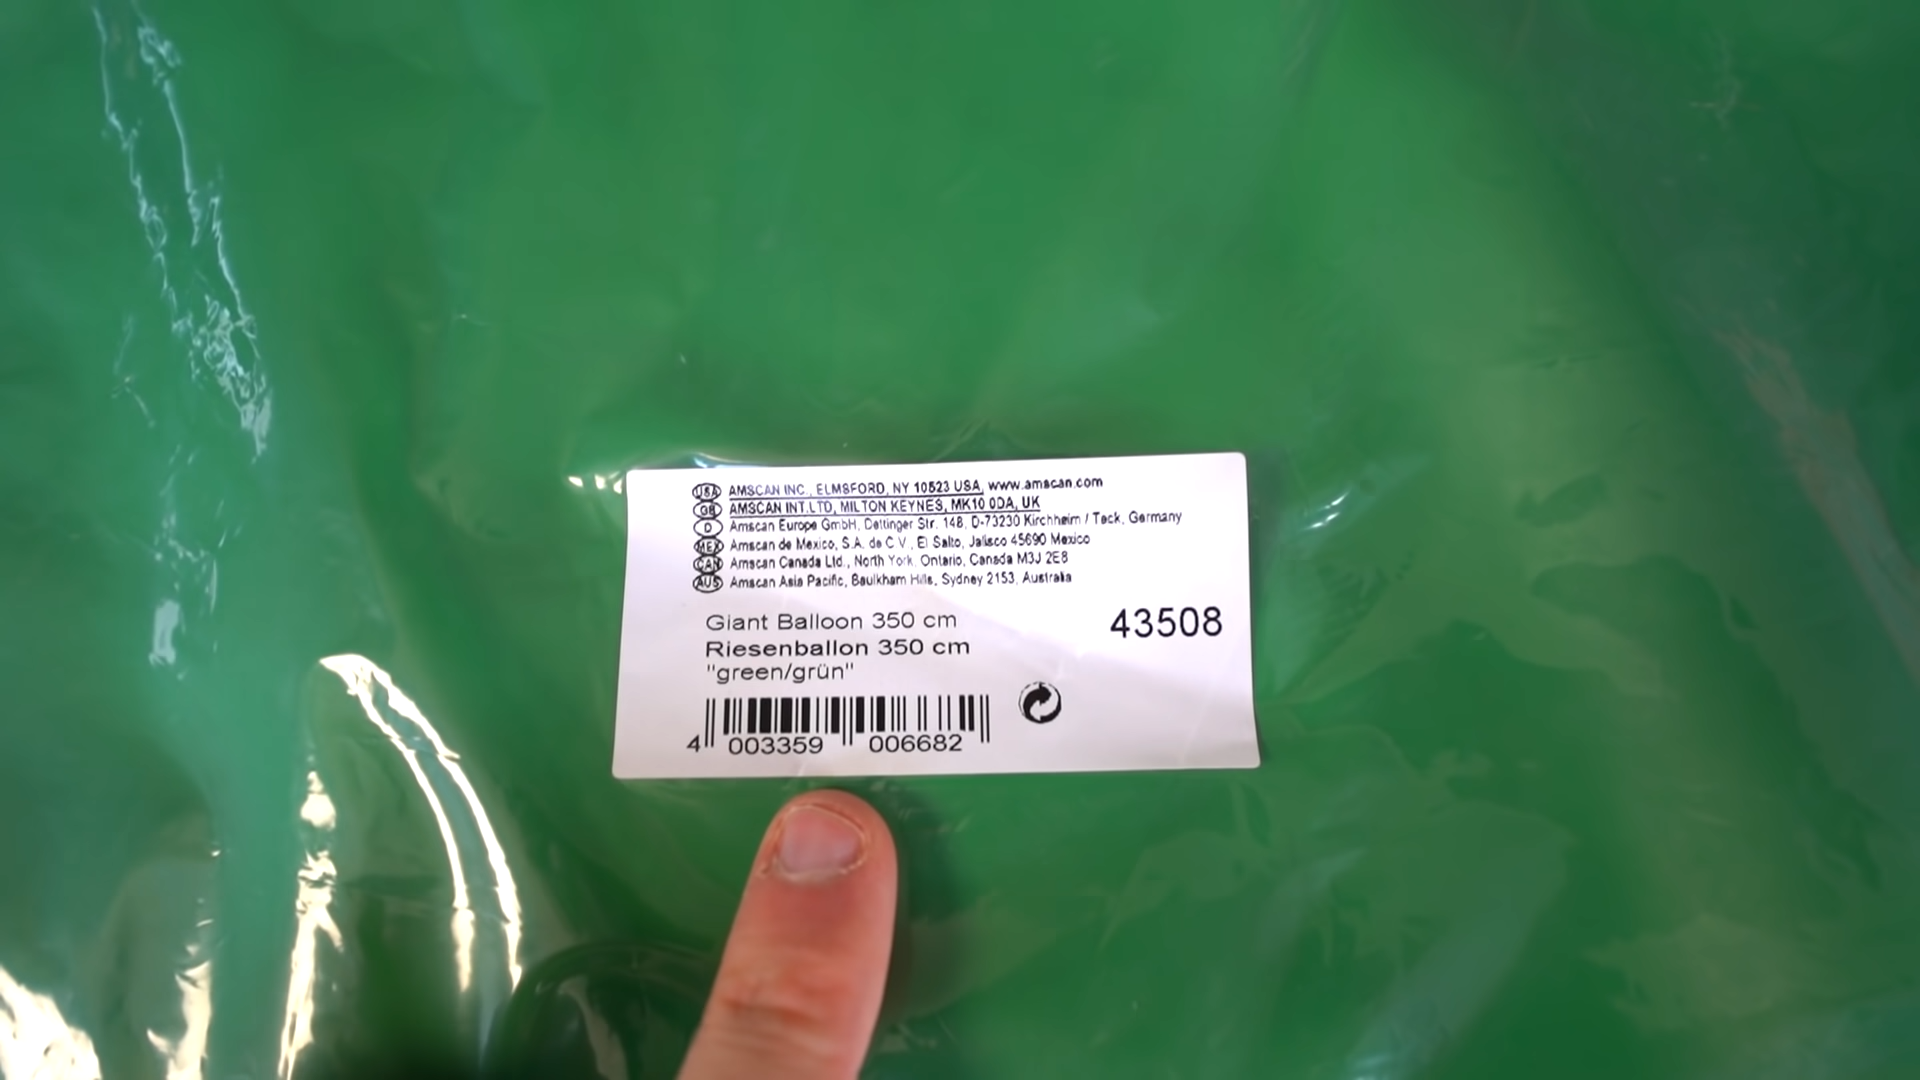 USA AMSCAN INC., ELMSFORD, NY 10523 USA, www.amscan.com
GB AMSCAN INT.LTD, MILTON KEYNES, MK10 0DA, UK
D Amscan Europe GmbH, Dettinger Str. 148, D-73230 Kirchheim / Teck, Germany
MEX Amscan de Mexico, S.A. de C.V., El Salto, Jalisco 45690 Mexico
CAN Amscan Canada Ltd., North York, Ontario, Canada M3J 2E8
AUS Amscan Asia Pacific, Baulkham Hills, Sydney 2153, Australia
Giant Balloon 350 cm 43508
Riesenballon 350 cm
"green/grün"
4 003359 006682